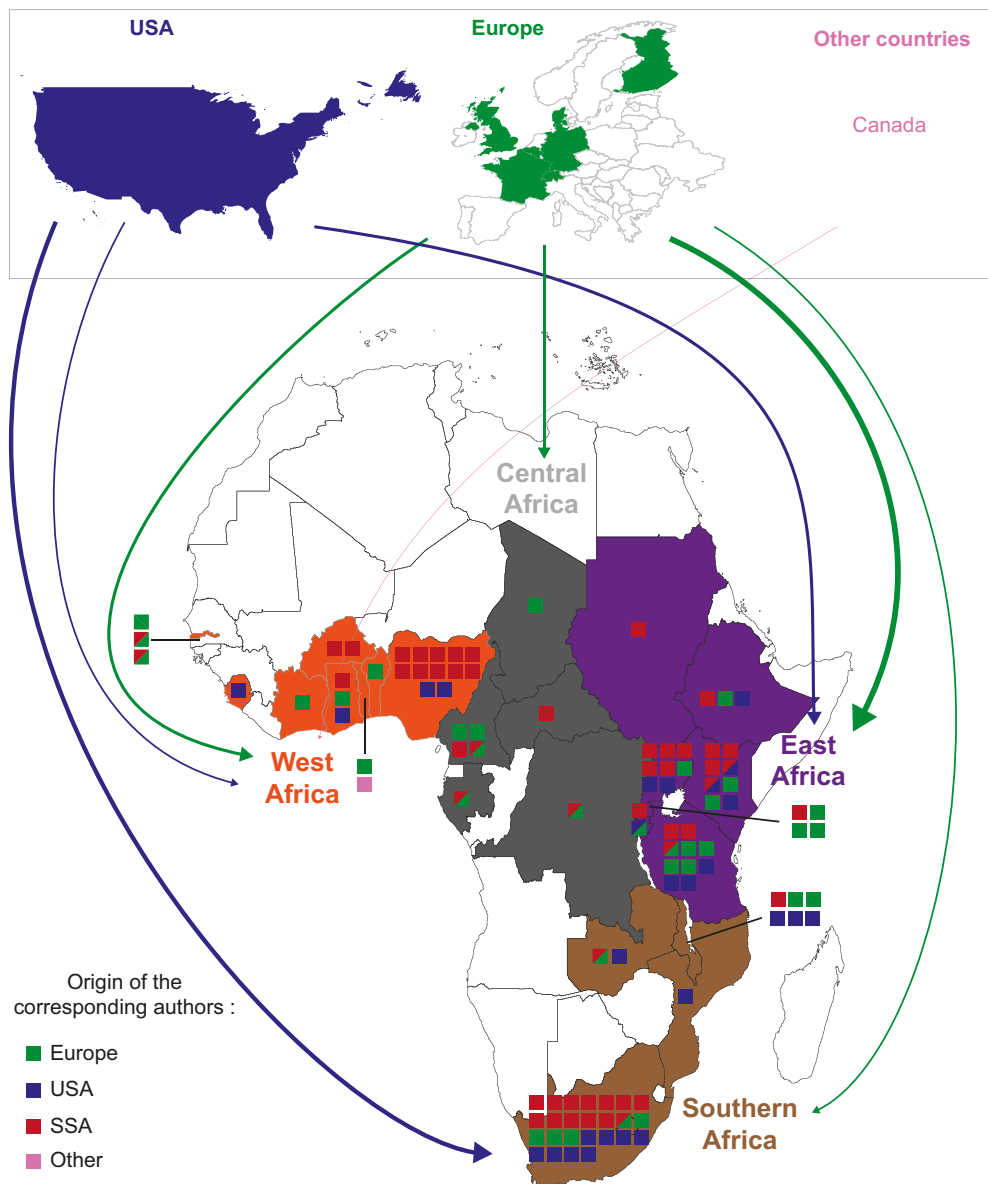 USA
Europe
Other countries
Canada
Central
Africa
West
Africa
East
Africa
Southern
Africa
Origin of the
corresponding authors :
Europe
USA
SSA
Other